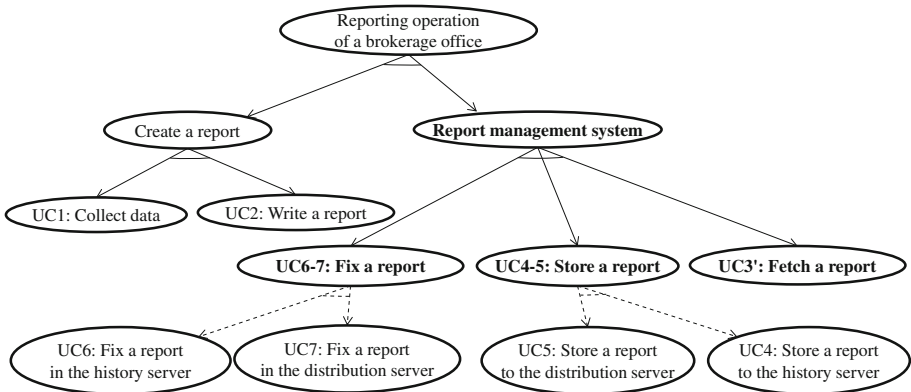 Reporting operation
of a brokerage office
Create a report
Report management system
UC1: Collect data
UC2: Write a report
UC6-7: Fix a report
UC4-5: Store a report
UC3': Fetch a report
UC6: Fix a report
in the history server
UC7: Fix a report
in the distribution server
UC5: Store a report
to the distribution server
UC4: Store a report
to the history server